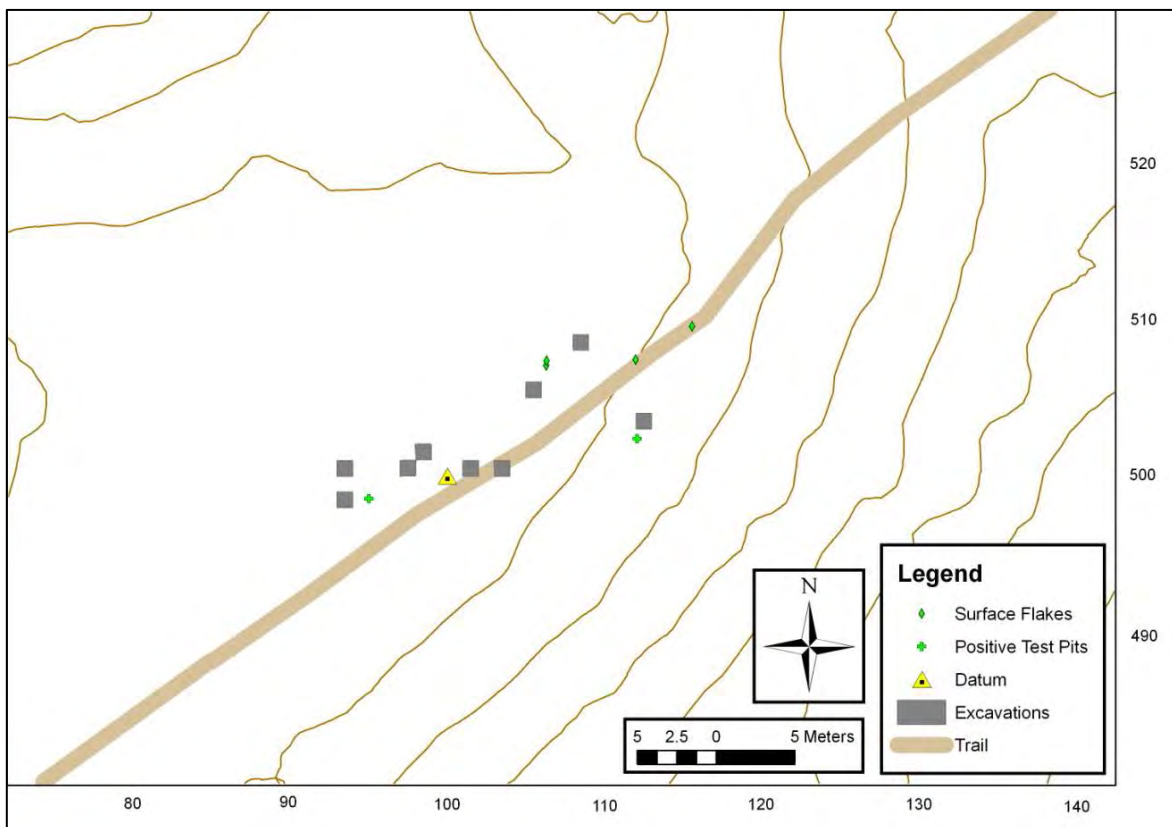 520
510
500
490
N
Legend
Surface Flakes
Positive Test Pits
Datum
Excavations
Trail
5 2.5 0 5 Meters
80 90 100 110 120 130 140